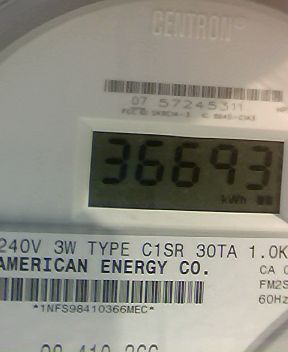 CENTRON®
07 57245311
36693
kWh
240V 3W TYPE C1SR 30TA 1.0K
AMERICAN ENERGY CO.
CA
FM2S
60Hz
*1NFS98410366MEC*